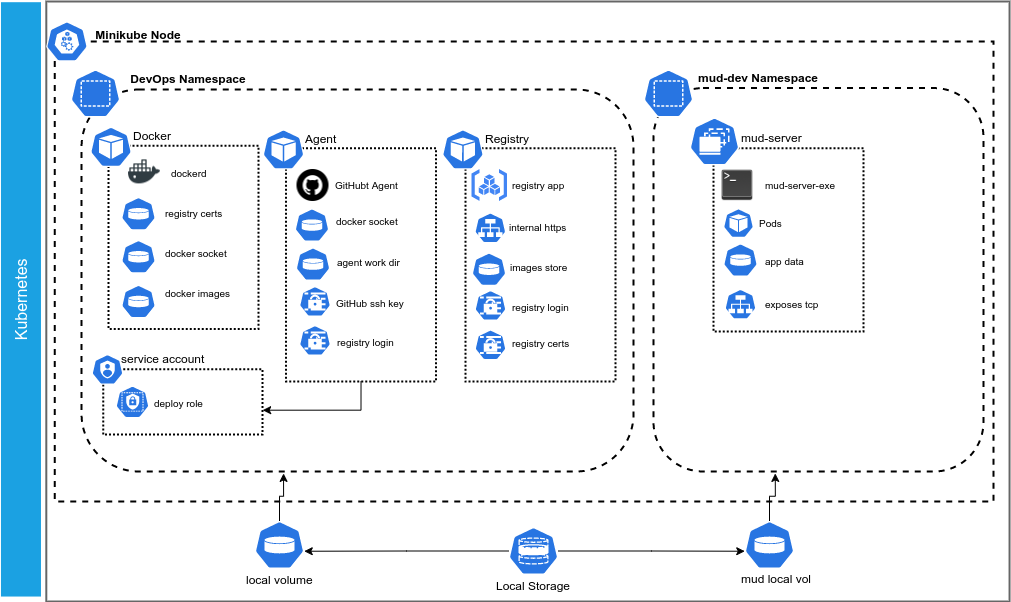 Kubernetes
Minikube Node
DevOps Namespace
Docker
dockerd
registry certs
docker socket
docker images
Agent
GitHubt Agent
docker socket
agent work dir
GitHub ssh key
registry login
Registry
registry app
internal https
images store
registry login
registry certs
service account
deploy role
mud-dev Namespace
mud-server
>_
mud-server-exe
Pods
app data
exposes tcp
local volume
Local Storage
mud local vol